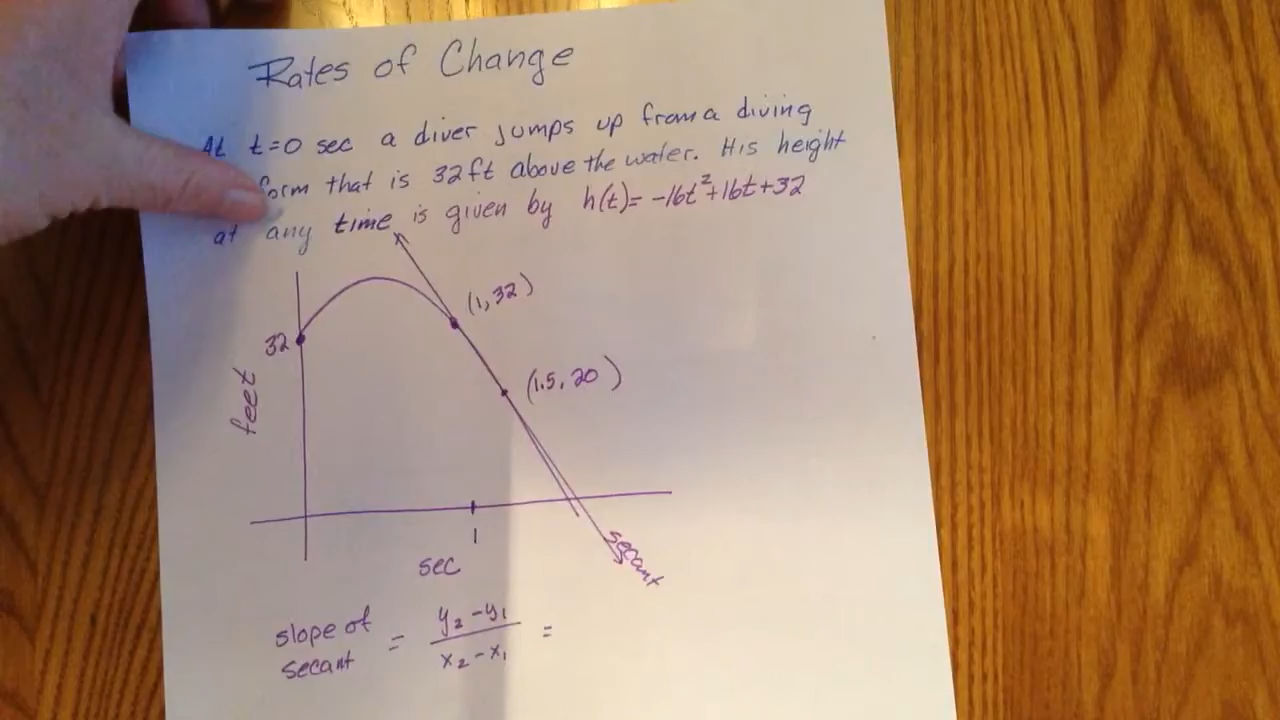 Rates of Change
At t=0 sec a diver jumps up from a diving
form that is 32 ft above the water. His height
at any time is given by h(t)= -16t²+16t+32
(1, 32)
32
(1.5, 20)
feet
1
sec
secant
slope of
secant = y₂-y₁ / x₂-x₁ =